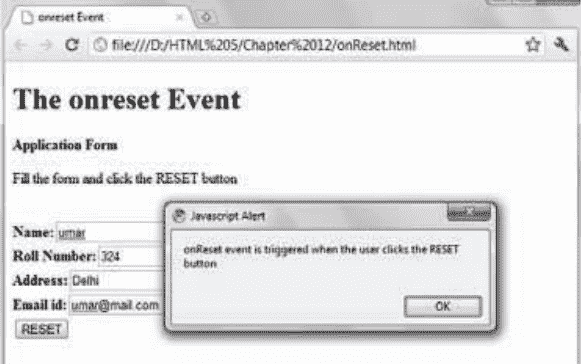 onreset Event
file:///D:/HTML%205/Chapter%2012/onReset.html
The onreset Event
Application Form
Fill the form and click the RESET button
Name: umar
Roll Number: 324
Address: Delhi
Email id: umar@mail.com
RESET
Javascript Alert
onReset event is triggered when the user clicks the RESET
button
OK